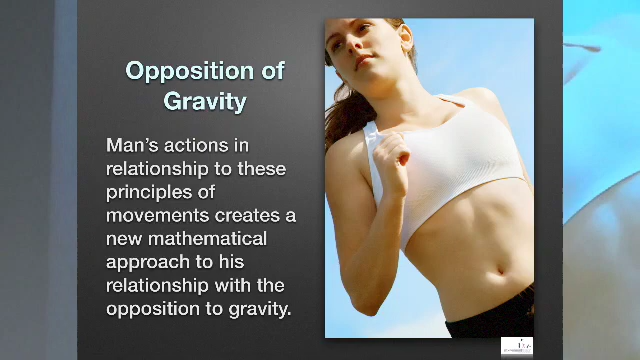 Opposition of
Gravity
Man's actions in
relationship to these
principles of
movements creates a
new mathematical
approach to his
relationship with the
opposition to gravity.